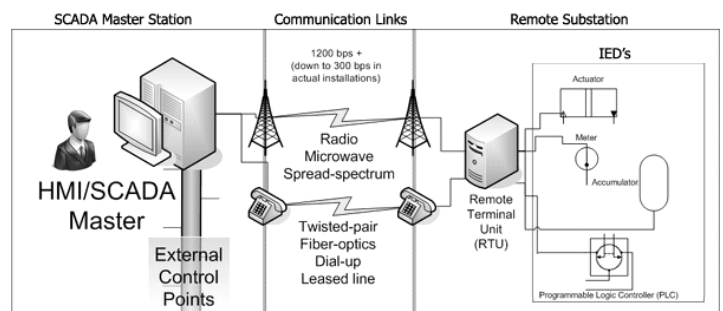 SCADA Master Station
Communication Links
Remote Substation
1200 bps +
(down to 300 bps in
actual installations)
IED's
Actuator
Meter
Accumulator
Radio
Microwave
Spread-spectrum
HMI/SCADA
Master
Remote
Terminal
Unit
(RTU)
Twisted-pair
Fiber-optics
Dial-up
Leased line
External
Control
Points
Programmable Logic Controller (PLC)